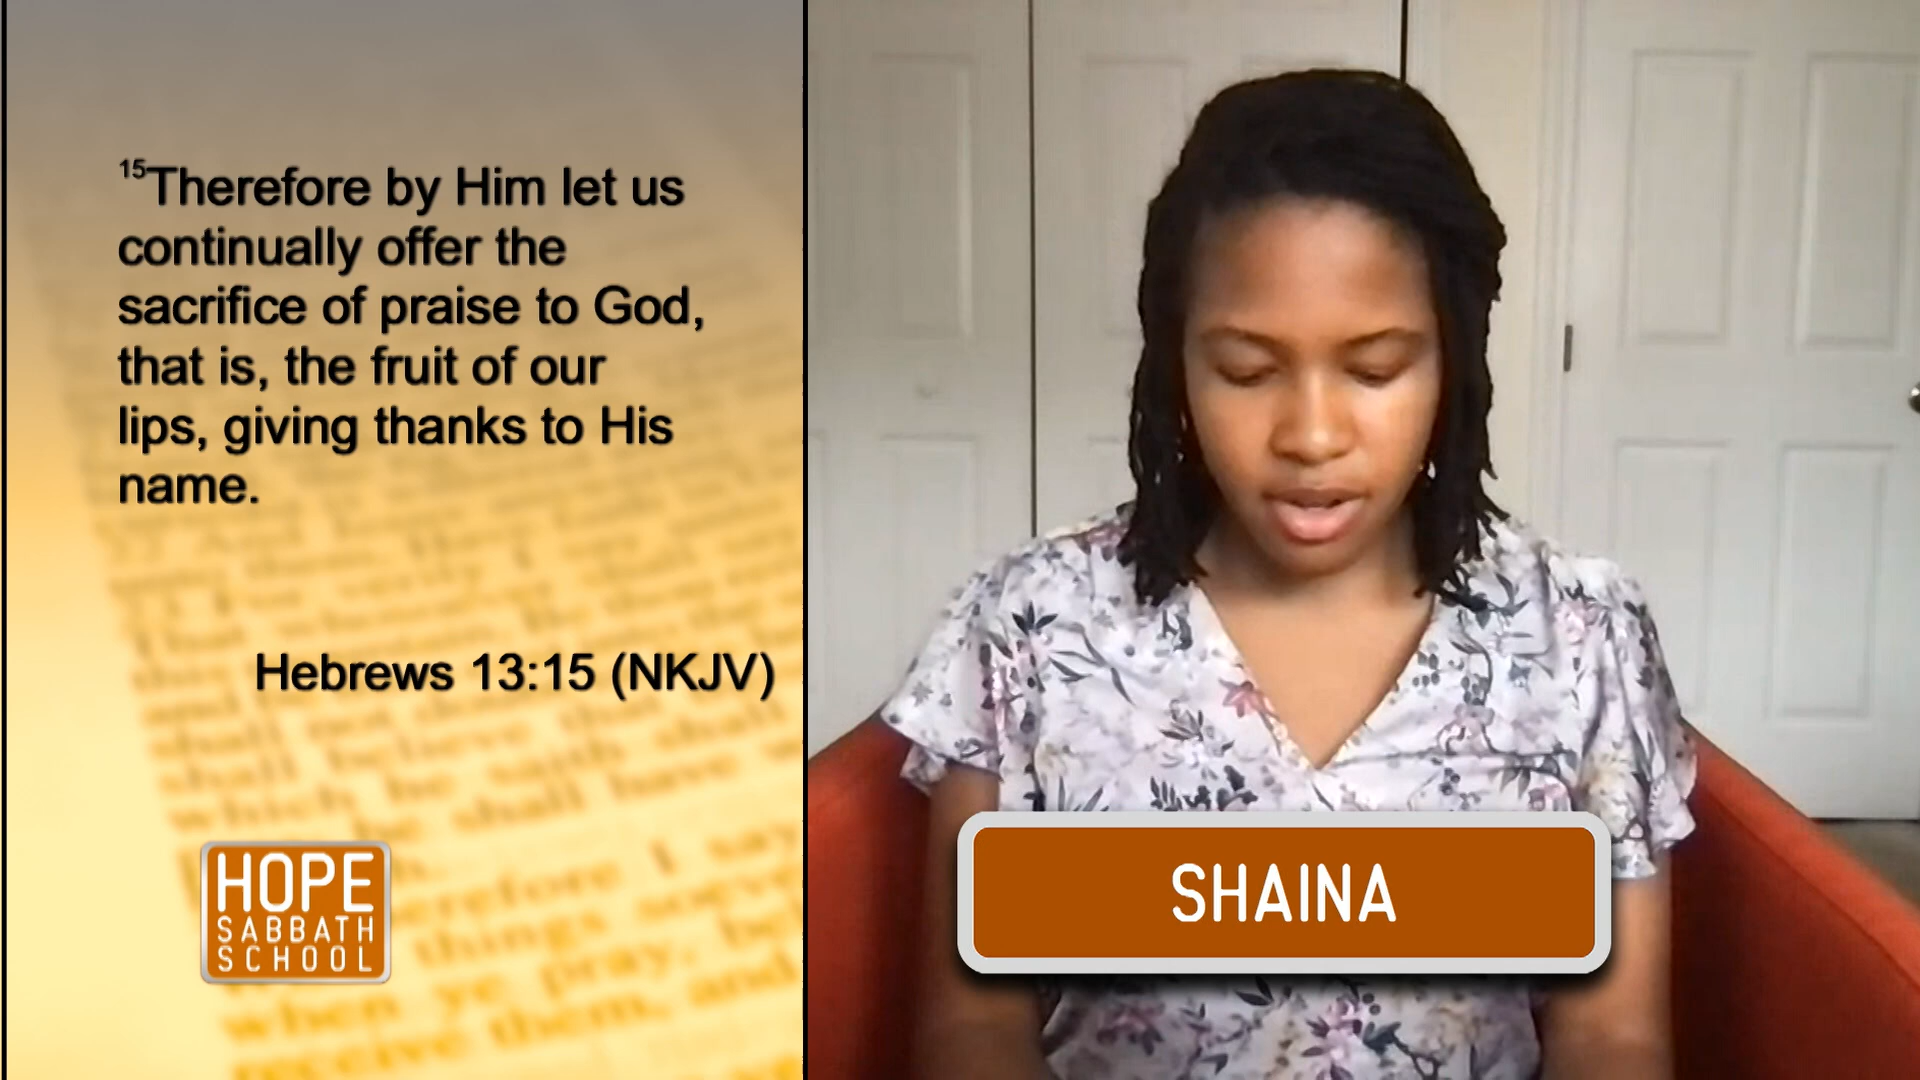 15Therefore by Him let us
continually offer the
sacrifice of praise to God,
that is, the fruit of our
lips, giving thanks to His
name.
Hebrews 13:15 (NKJV)
HOPE
SABBATH
SCHOOL
SHAINA